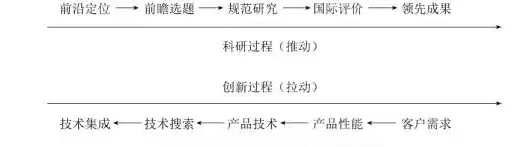 前沿定位 → 前瞻选题 → 规范研究 → 国际评价 → 领先成果
科研过程（推动）
创新过程（拉动）
技术集成 ← 技术搜索 ← 产品技术 ← 产品性能 ← 客户需求